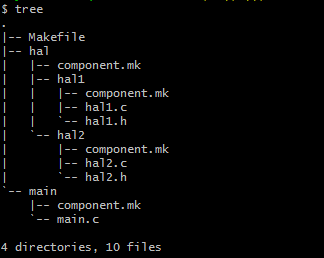 $ tree
.
|-- Makefile
|-- hal
|   |-- component.mk
|   |-- hal1
|   |   |-- component.mk
|   |   |-- hal1.c
|   |   `-- hal1.h
|   `-- hal2
|       |-- component.mk
|       |-- hal2.c
|       `-- hal2.h
`-- main
    |-- component.mk
    `-- main.c

4 directories, 10 files